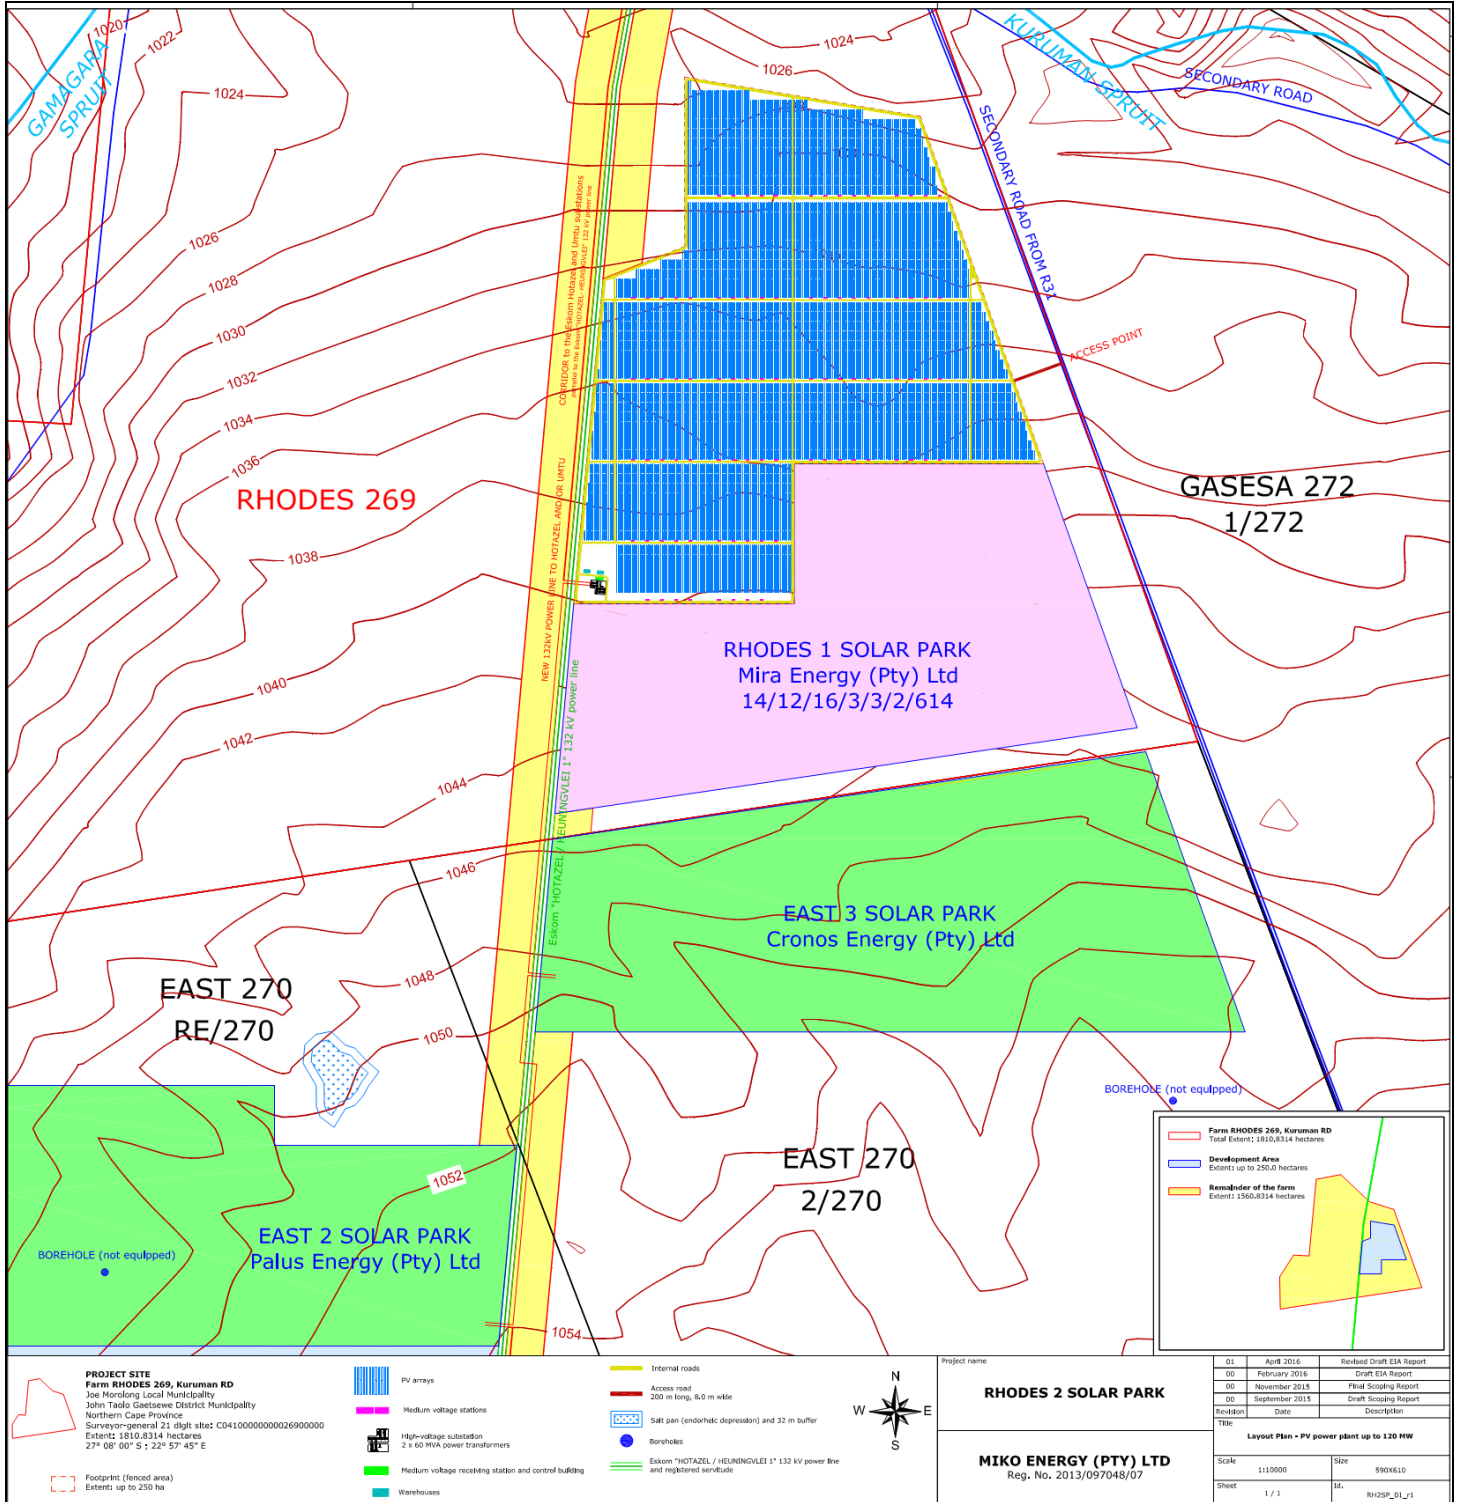 1020
1022
GAMAGARA
SPRUIT
1024
1024
1026
KURUMAN SPRUIT
SECONDARY ROAD
SECONDARY ROAD FROM R31
CORRIDOR to the Eskom Hotazel and Umtu substations
parallel to the Eskom "HOTAZEL - HEUNINGVLEI" 132 kV power line
1026
1028
1030
1032
1034
1036
1038
ACCESS POINT
RHODES 269
GASESA 272
1/272
NEW 132kV POWER LINE TO HOTAZEL AND/OR UMTU
RHODES 1 SOLAR PARK
Mira Energy (Pty) Ltd
14/12/16/3/3/2/614
1040
1042
1044
1046
Eskom "HOTAZEL / HEUNINGVLEI 1" 132 kV power line
EAST 3 SOLAR PARK
Cronos Energy (Pty) Ltd
EAST 270
RE/270
1048
1050
BOREHOLE (not equipped)
EAST 270
2/270
1052
EAST 2 SOLAR PARK
Palus Energy (Pty) Ltd
BOREHOLE (not equipped)
1054
Farm RHODES 269, Kuruman RD
Total Extent: 1810,8314 hectares
Development Area
Extent: up to 250.0 hectares
Remainder of the farm
Extent: 1560.8314 hectares
PROJECT SITE
Farm RHODES 269, Kuruman RD
Joe Morolong Local Municipality
John Taolo Gaetsewe District Municipality
Northern Cape Province
Surveyor-general 21 digit site: C04100000000026900000
Extent: 1810.8314 hectares
27° 08' 00" S ; 22° 57' 45" E
Footprint (fenced area)
Extent: up to 250 ha
PV arrays
Medium voltage stations
High-voltage substation
2 x 60 MVA power transformers
Medium voltage receiving station and control building
Warehouses
Internal roads
Access road
200 m long, 8.0 m wide
Salt pan (endorheic depression) and 32 m buffer
Boreholes
Eskom "HOTAZEL / HEUNINGVLEI 1" 132 kV power line
and registered servitude
N
W E
S
Project name
RHODES 2 SOLAR PARK
MIKO ENERGY (PTY) LTD
Reg. No. 2013/097048/07
01 April 2016 Revised Draft EIA Report
00 February 2016 Draft EIA Report
00 November 2015 Final Scoping Report
00 September 2015 Draft Scoping Report
Revision Date Description
Title
Layout Plan - PV power plant up to 120 MW
Scale
1:10000
Size
590X610
Sheet
1 / 1
Id.
RH2SP_01_r1